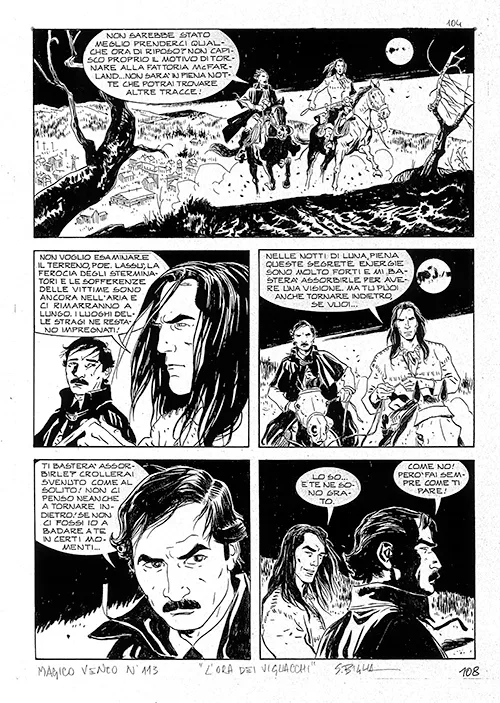 104
NON SAREBBE STATO
MEGLIO PRENDERCI QUAL-
CHE ORA DI RIPOSO? NON CAPI-
SCO PROPRIO IL MOTIVO DI TOR-
NARE ALLA FATTORIA MCFAR-
LAND... NON SARA' IN PIENA NOT-
TE CHE POTRAI TROVARE
ALTRE TRACCE!
NON VOGLIO ESAMINARE
IL TERRENO, POE. LASSU', LA
FEROCIA DEGLI STERMINA-
TORI E LE SOFFERENZE
DELLE VITTIME SONO
ANCORA NELL'ARIA E
CI RIMARRANNO A
LUNGO. I LUOGHI DEL-
LE STRAGI NE RESTA-
NO IMPREGNATI!
NELLE NOTTI DI LUNA PIENA
QUESTE SEGRETE ENERGIE
SONO MOLTO FORTI E MI BA-
STERA' ASSORBIRLE PER AVE-
RE UNA VISIONE. MA TU PUOI
ANCHE TORNARE INDIETRO,
SE VUOI...
TI BASTERA' ASSOR-
BIRLE? CROLLERAI
SVENUTO COME AL
SOLITO! NON CI
PENSO NEANCHE
A TORNARE IN-
DIETRO! SE NON
CI FOSSI IO A
BADARE A TE
IN CERTI MO-
MENTI...
LO SO...
E TE NE SO-
NO GRA-
TO.
COME NO!
PERO' FAI SEM-
PRE COME TI
PARE!
MAGICO VENTO N° 113 "L'ORA DEI VIGLIACCHI" S. BIGLIA
108